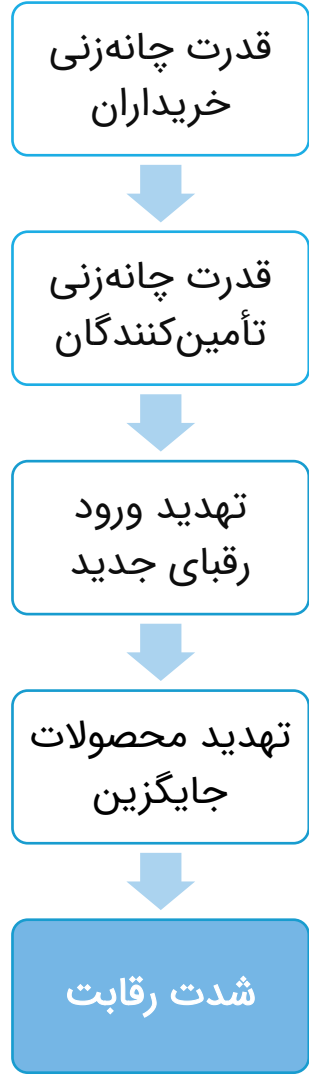 قدرت چانه‌زنی
خریداران
قدرت چانه‌زنی
تأمین‌کنندگان
تهدید ورود
رقبای جدید
تهدید محصولات
جایگزین
شدت رقابت